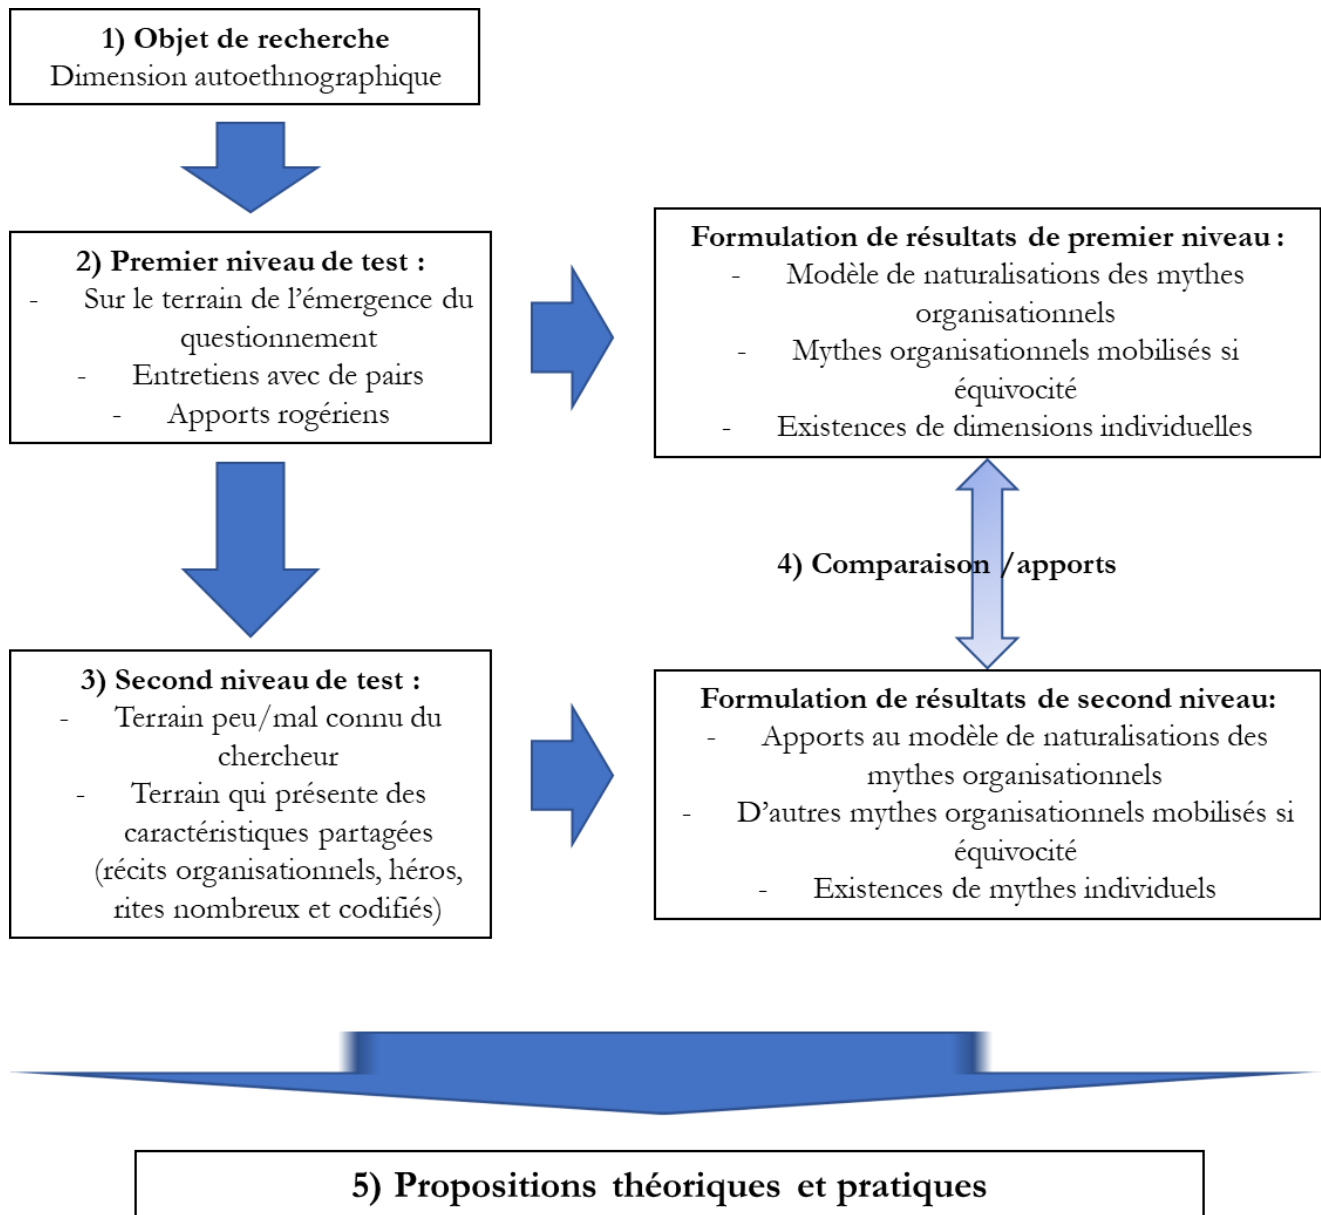 1) Objet de recherche
Dimension autoethnographique
2) Premier niveau de test :
- Sur le terrain de l’émergence du
questionnement
- Entretiens avec de pairs
- Apports rogériens
Formulation de résultats de premier niveau :
- Modèle de naturalisations des mythes
organisationnels
- Mythes organisationnels mobilisés si
équivocité
- Existences de dimensions individuelles
4) Comparaison /apports
3) Second niveau de test :
- Terrain peu/mal connu du
chercheur
- Terrain qui présente des
caractéristiques partagées
(récits organisationnels, héros,
rites nombreux et codifiés)
Formulation de résultats de second niveau:
- Apports au modèle de naturalisations des
mythes organisationnels
- D’autres mythes organisationnels mobilisés si
équivocité
- Existences de mythes individuels
5) Propositions théoriques et pratiques